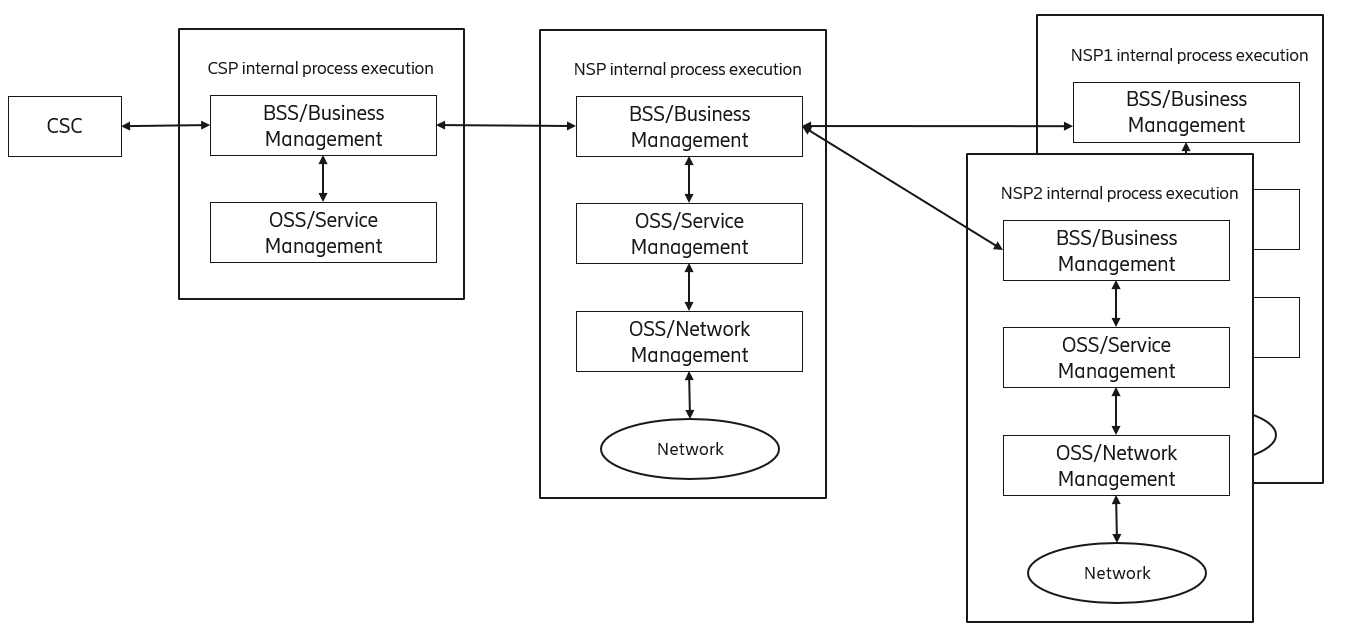 CSC
CSP internal process execution
BSS/Business
Management
OSS/Service
Management
NSP internal process execution
BSS/Business
Management
OSS/Service
Management
OSS/Network
Management
Network
NSP1 internal process execution
BSS/Business
Management
NSP2 internal process execution
BSS/Business
Management
OSS/Service
Management
OSS/Network
Management
Network